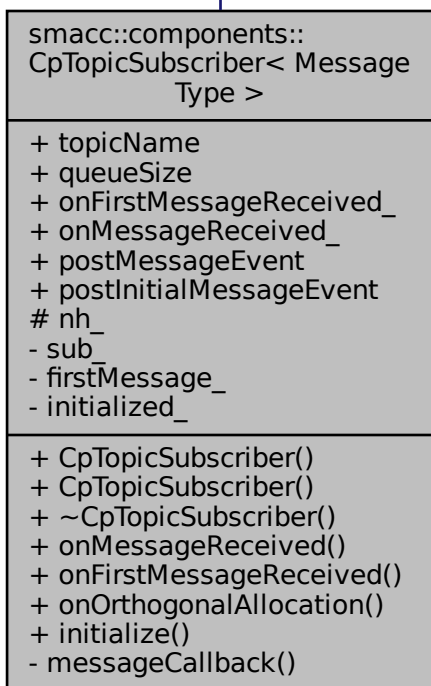 smacc::components::
CpTopicSubscriber< Message
Type >
+ topicName
+ queueSize
+ onFirstMessageReceived_
+ onMessageReceived_
+ postMessageEvent
+ postInitialMessageEvent
# nh_
- sub_
- firstMessage_
- initialized_
+ CpTopicSubscriber()
+ CpTopicSubscriber()
+ ~CpTopicSubscriber()
+ onMessageReceived()
+ onFirstMessageReceived()
+ onOrthogonalAllocation()
+ initialize()
- messageCallback()